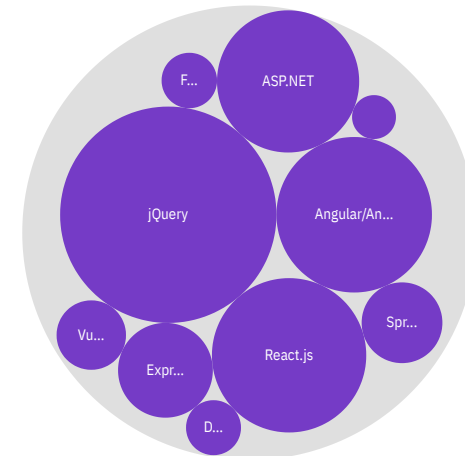 F...
ASP.NET
jQuery
Angular/An...
Vu...
Spr...
React.js
Expr...
D...